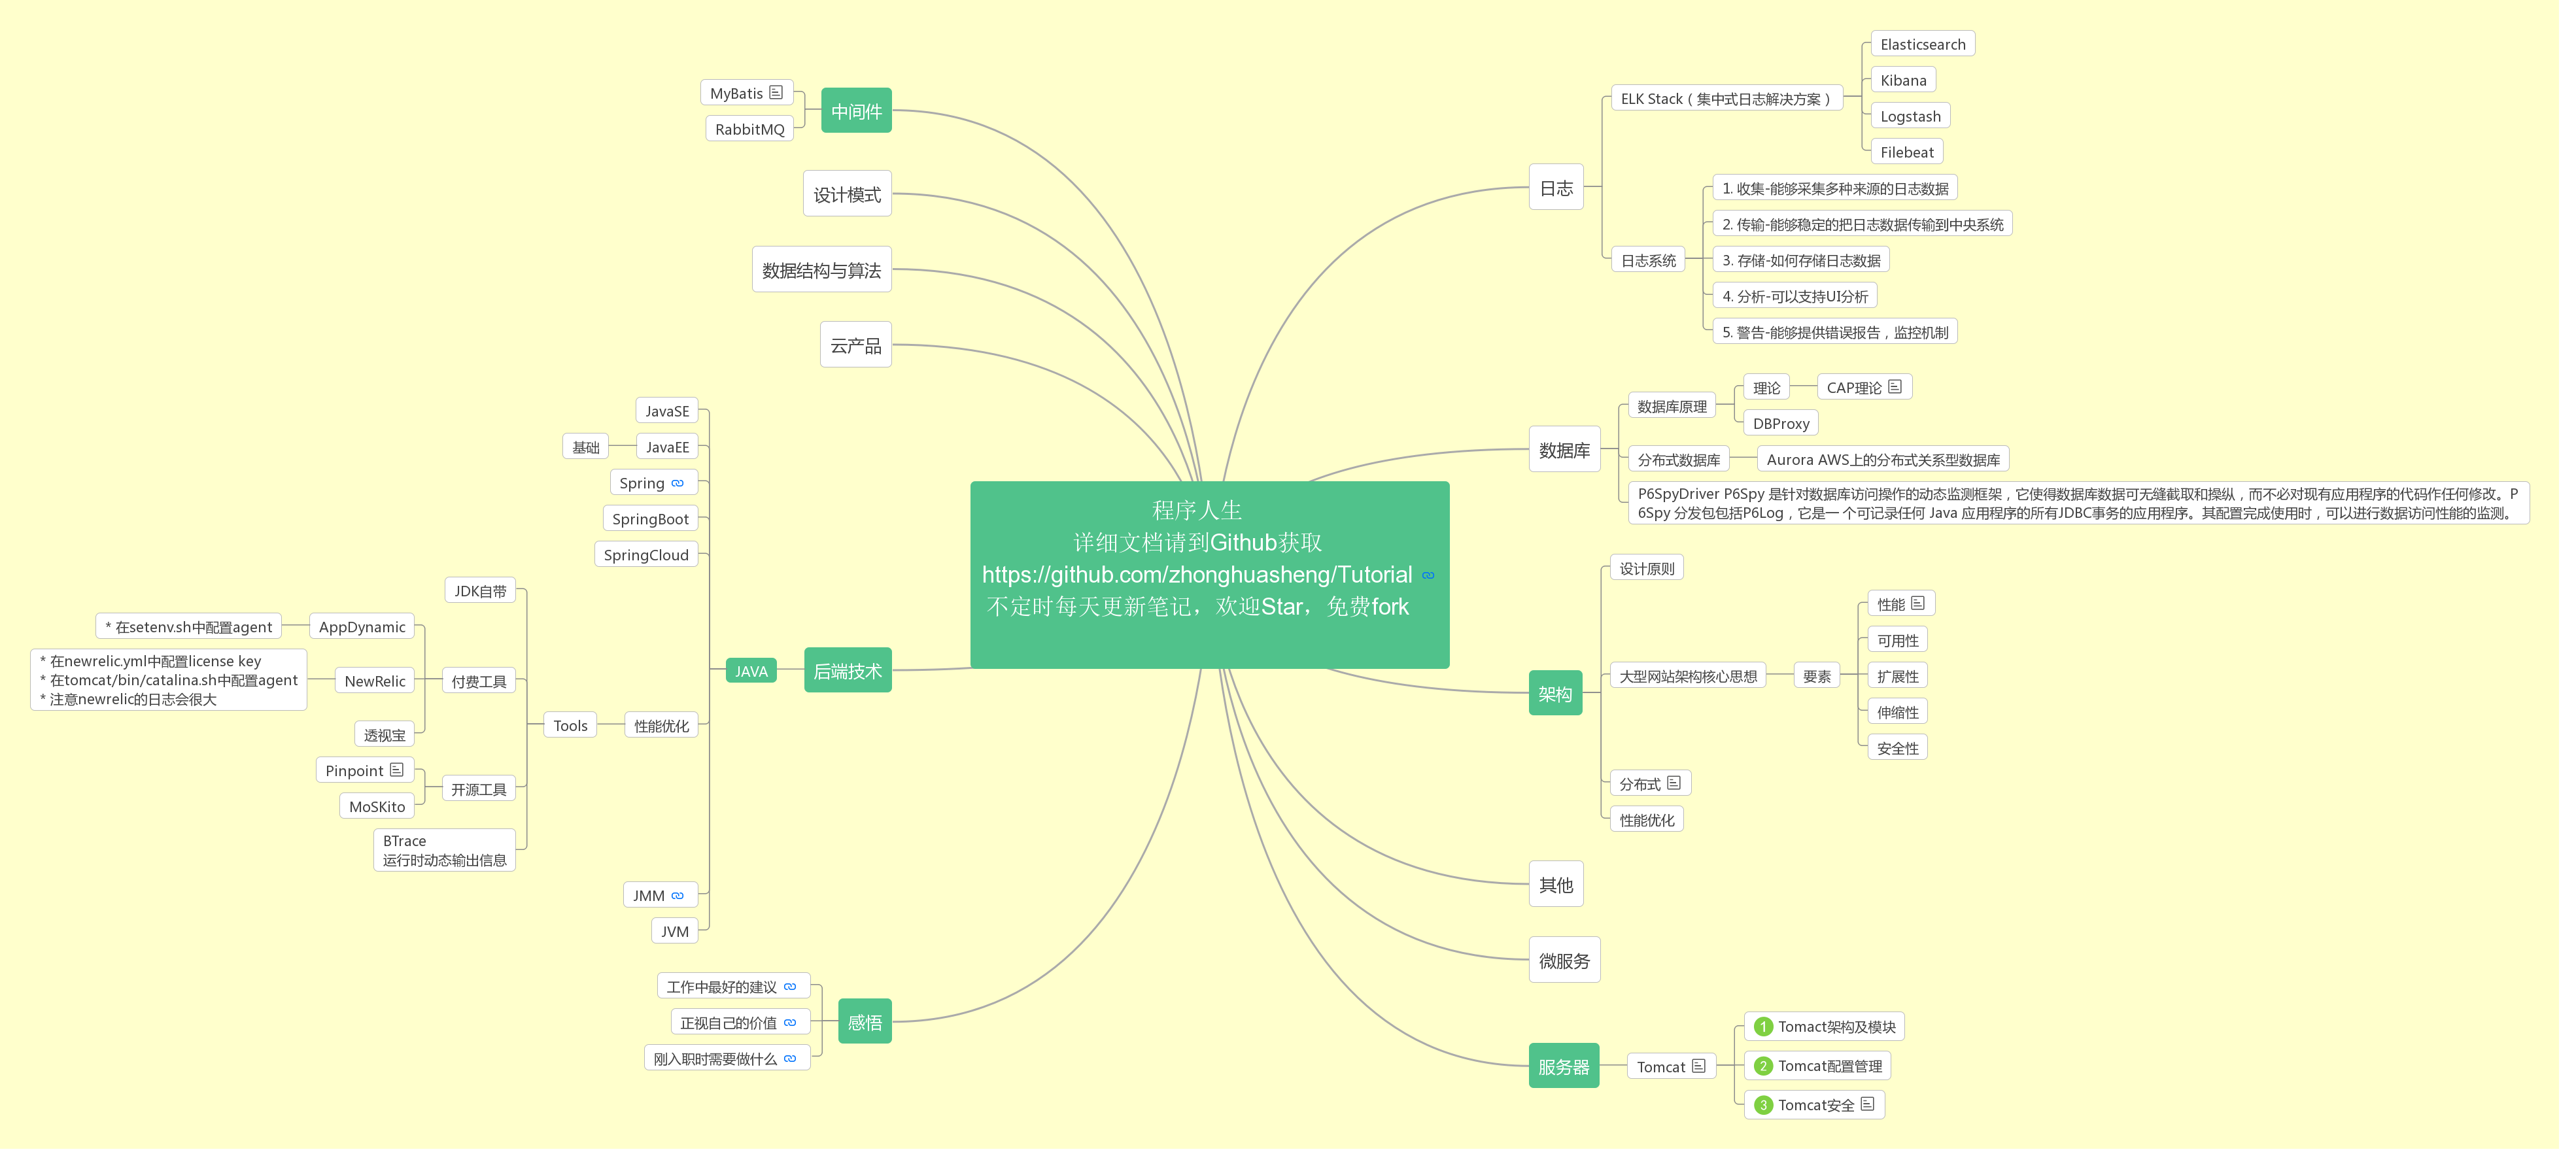 程序人生
详细文档请到Github获取
https://github.com/zhonghuasheng/Tutorial
不定时每天更新笔记，欢迎Star，免费fork
中间件
MyBatis
RabbitMQ
设计模式
数据结构与算法
云产品
后端技术
JAVA
JavaSE
JavaEE
基础
Spring
SpringBoot
SpringCloud
性能优化
Tools
JDK自带
付费工具
AppDynamic
* 在setenv.sh中配置agent
NewRelic
* 在newrelic.yml中配置license key
* 在tomcat/bin/catalina.sh中配置agent
* 注意newrelic的日志会很大
透视宝
开源工具
Pinpoint
MoSKito
BTrace
运行时动态输出信息
JMM
JVM
感悟
工作中最好的建议
正视自己的价值
刚入职时需要做什么
日志
ELK Stack（集中式日志解决方案）
Elasticsearch
Kibana
Logstash
Filebeat
日志系统
1. 收集-能够采集多种来源的日志数据
2. 传输-能够稳定的把日志数据传输到中央系统
3. 存储-如何存储日志数据
4. 分析-可以支持UI分析
5. 警告-能够提供错误报告，监控机制
数据库
数据库原理
理论
CAP理论
DBProxy
分布式数据库
Aurora AWS上的分布式关系型数据库
P6SpyDriver P6Spy 是针对数据库访问操作的动态监测框架，它使得数据库数据可无缝截取和操纵，而不必对现有应用程序的代码作任何修改。P
6Spy 分发包包括P6Log，它是一 个可记录任何 Java 应用程序的所有JDBC事务的应用程序。其配置完成使用时，可以进行数据访问性能的监测。
架构
设计原则
大型网站架构核心思想
要素
性能
可用性
扩展性
伸缩性
安全性
分布式
性能优化
其他
微服务
服务器
Tomcat
1 Tomact架构及模块
2 Tomcat配置管理
3 Tomcat安全